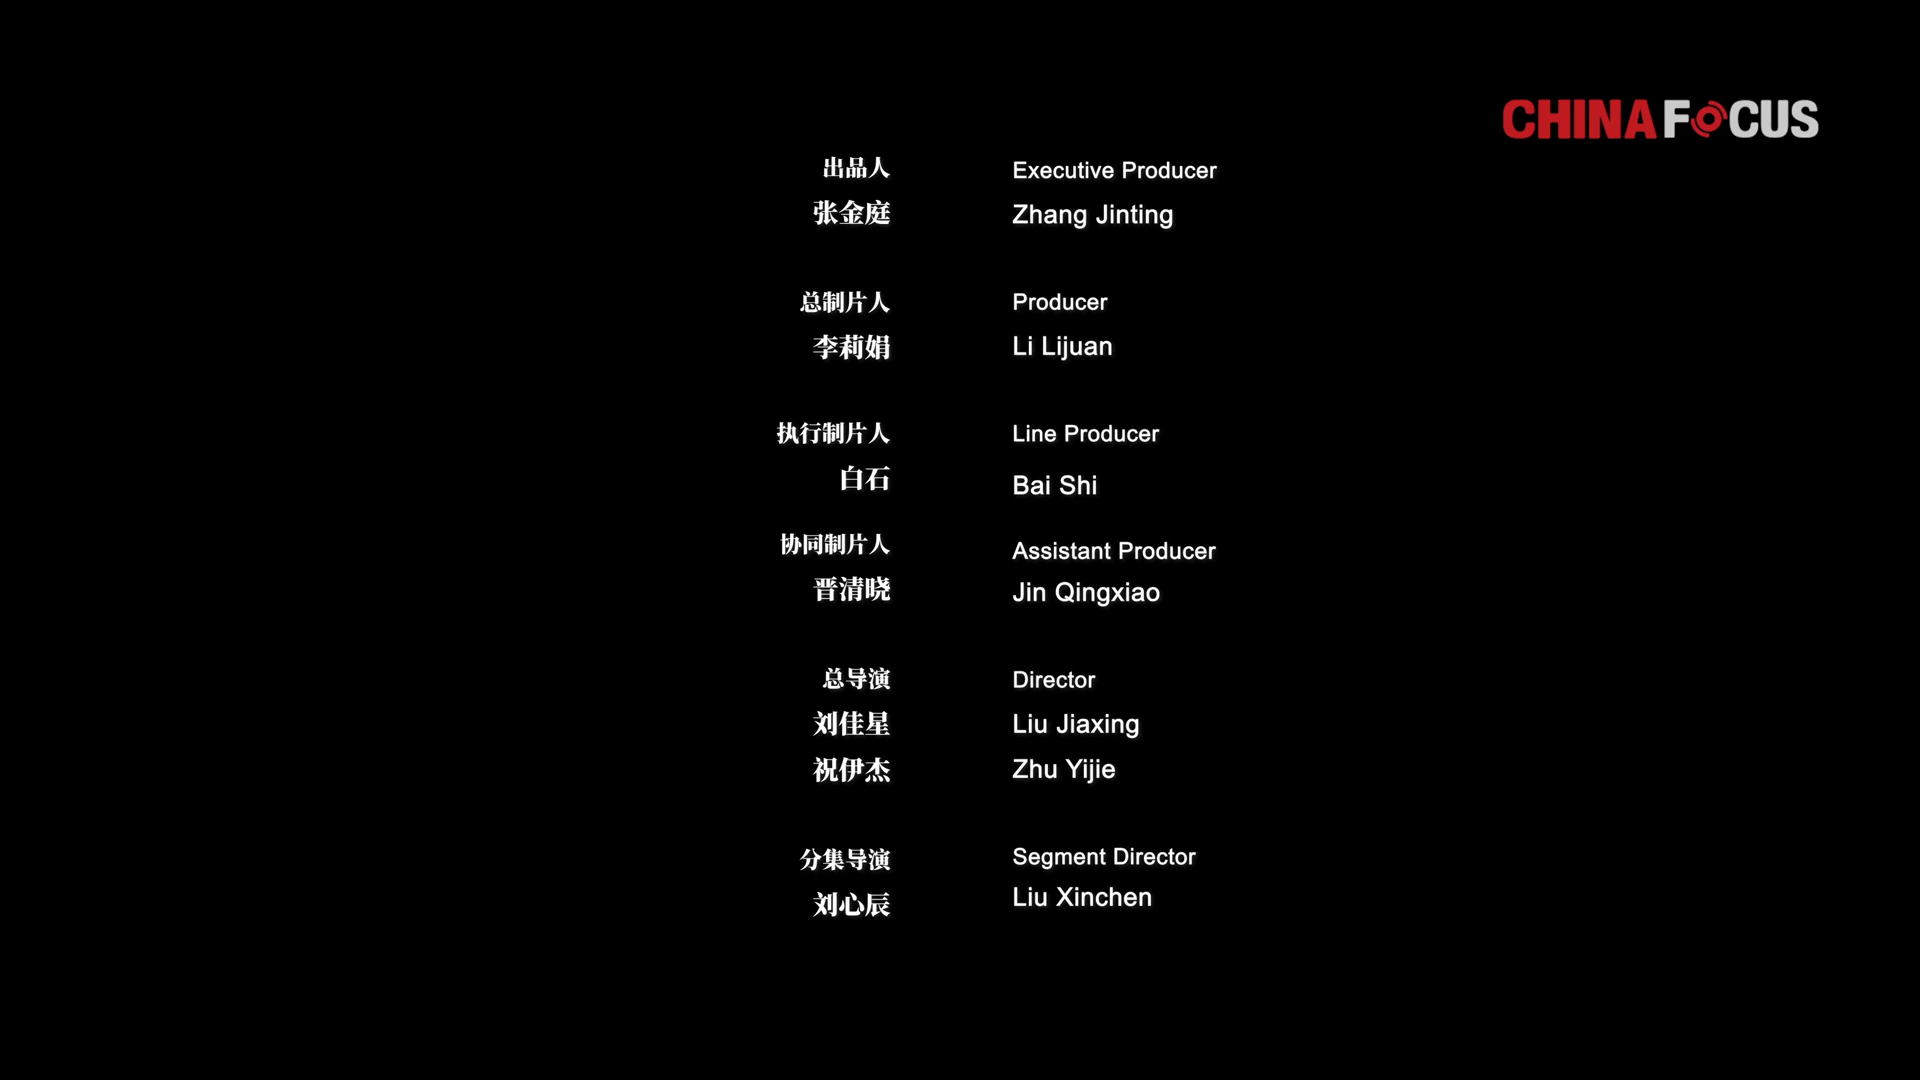 CHINA FOCUS
出品人 Executive Producer
张金庭 Zhang Jinting
总制片人 Producer
李莉娟 Li Lijuan
执行制片人 Line Producer
白石 Bai Shi
协同制片人 Assistant Producer
晋清晓 Jin Qingxiao
总导演 Director
刘佳星 Liu Jiaxing
祝伊杰 Zhu Yijie
分集导演 Segment Director
刘心辰 Liu Xinchen